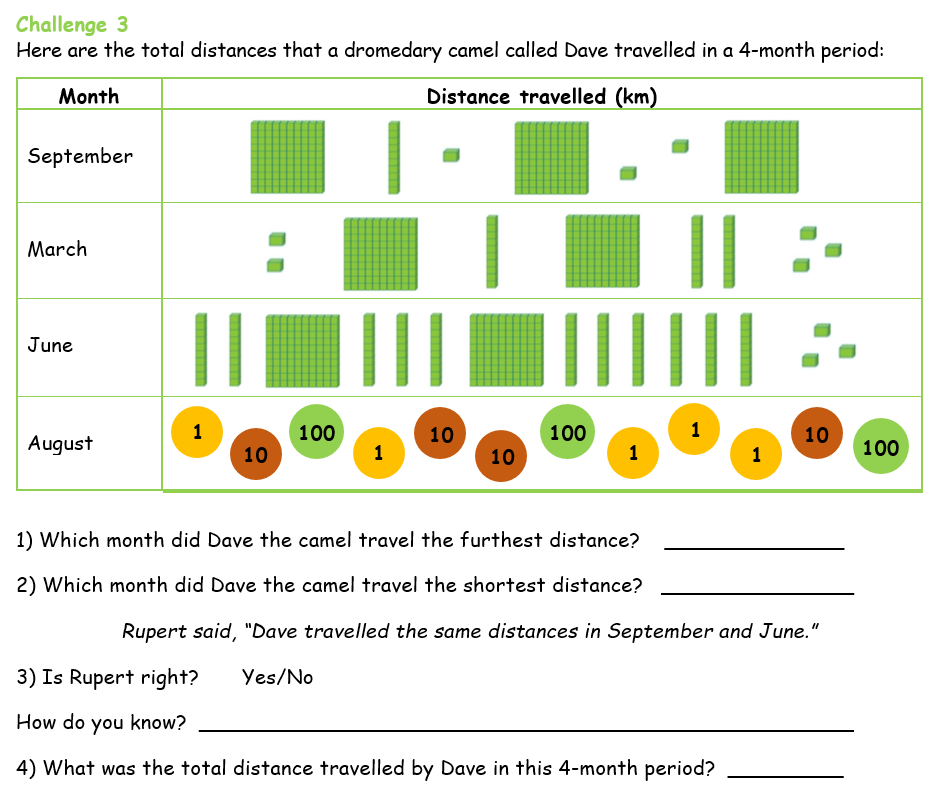 Challenge 3
Here are the total distances that a dromedary camel called Dave travelled in a 4-month period:
Month Distance travelled (km)
September
March
June
August 1 10 100 1 10 10 100 1 1 1 10 100
1) Which month did Dave the camel travel the furthest distance?
2) Which month did Dave the camel travel the shortest distance?
Rupert said, “Dave travelled the same distances in September and June.”
3) Is Rupert right? Yes/No
How do you know?
4) What was the total distance travelled by Dave in this 4-month period?